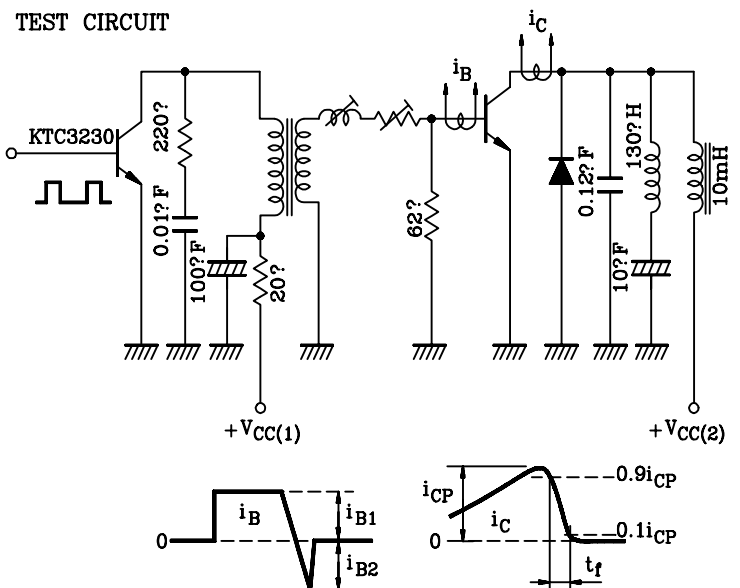 TEST CIRCUIT
iC
iB
KTC3230
220?
0.01?F
100?F
20?
62?
0.12?F
130?H
10?F
10mH
+VCC(1)
+VCC(2)
0
iB
iB1
iB2
iCP
0
iC
0.9iCP
0.1iCP
tf